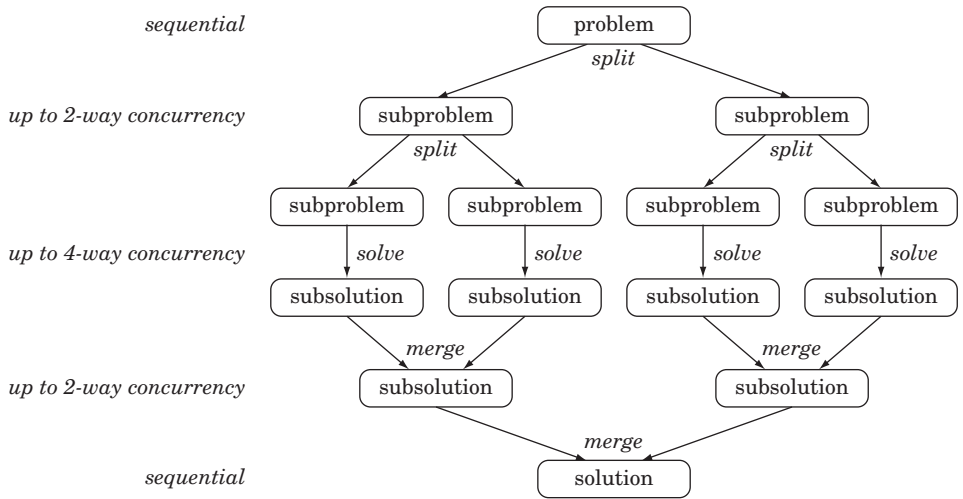 sequential problem
split
up to 2-way concurrency subproblem subproblem
split split
subproblem subproblem subproblem subproblem
up to 4-way concurrency solve solve solve solve
subsolution subsolution subsolution subsolution
merge merge
up to 2-way concurrency subsolution subsolution
merge
sequential solution